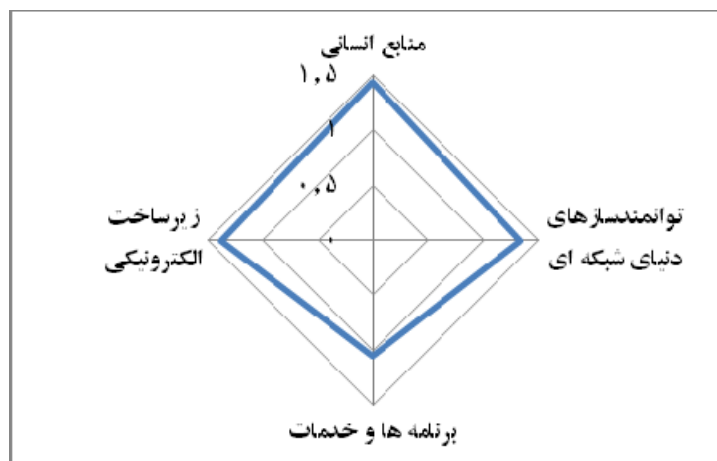 منابع انسانی
۱,۵
۱
۰,۵
۰
توانمندسازهای
دنیای شبکه ای
زیرساخت
الکترونیکی
برنامه ها و خدمات